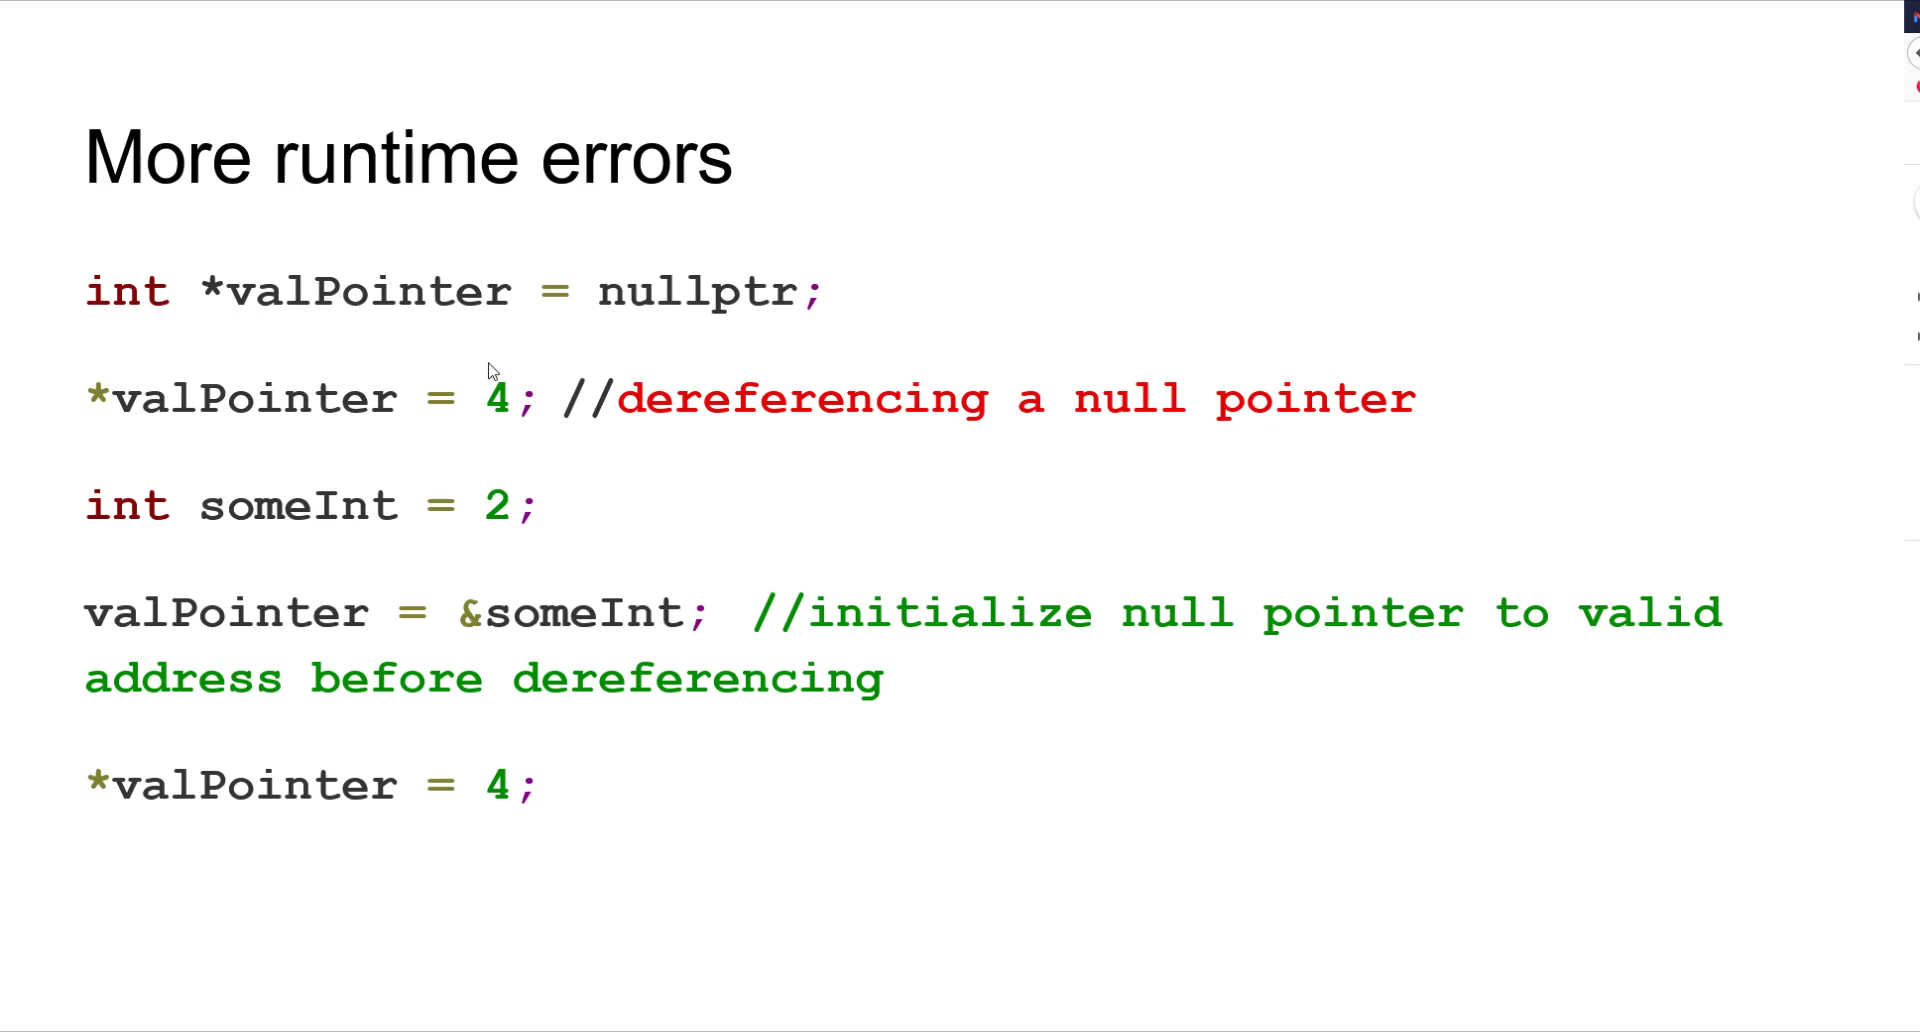 More runtime errors
int *valPointer = nullptr;
*valPointer = 4; //dereferencing a null pointer
int someInt = 2;
valPointer = &someInt; //initialize null pointer to valid
address before dereferencing
*valPointer = 4;